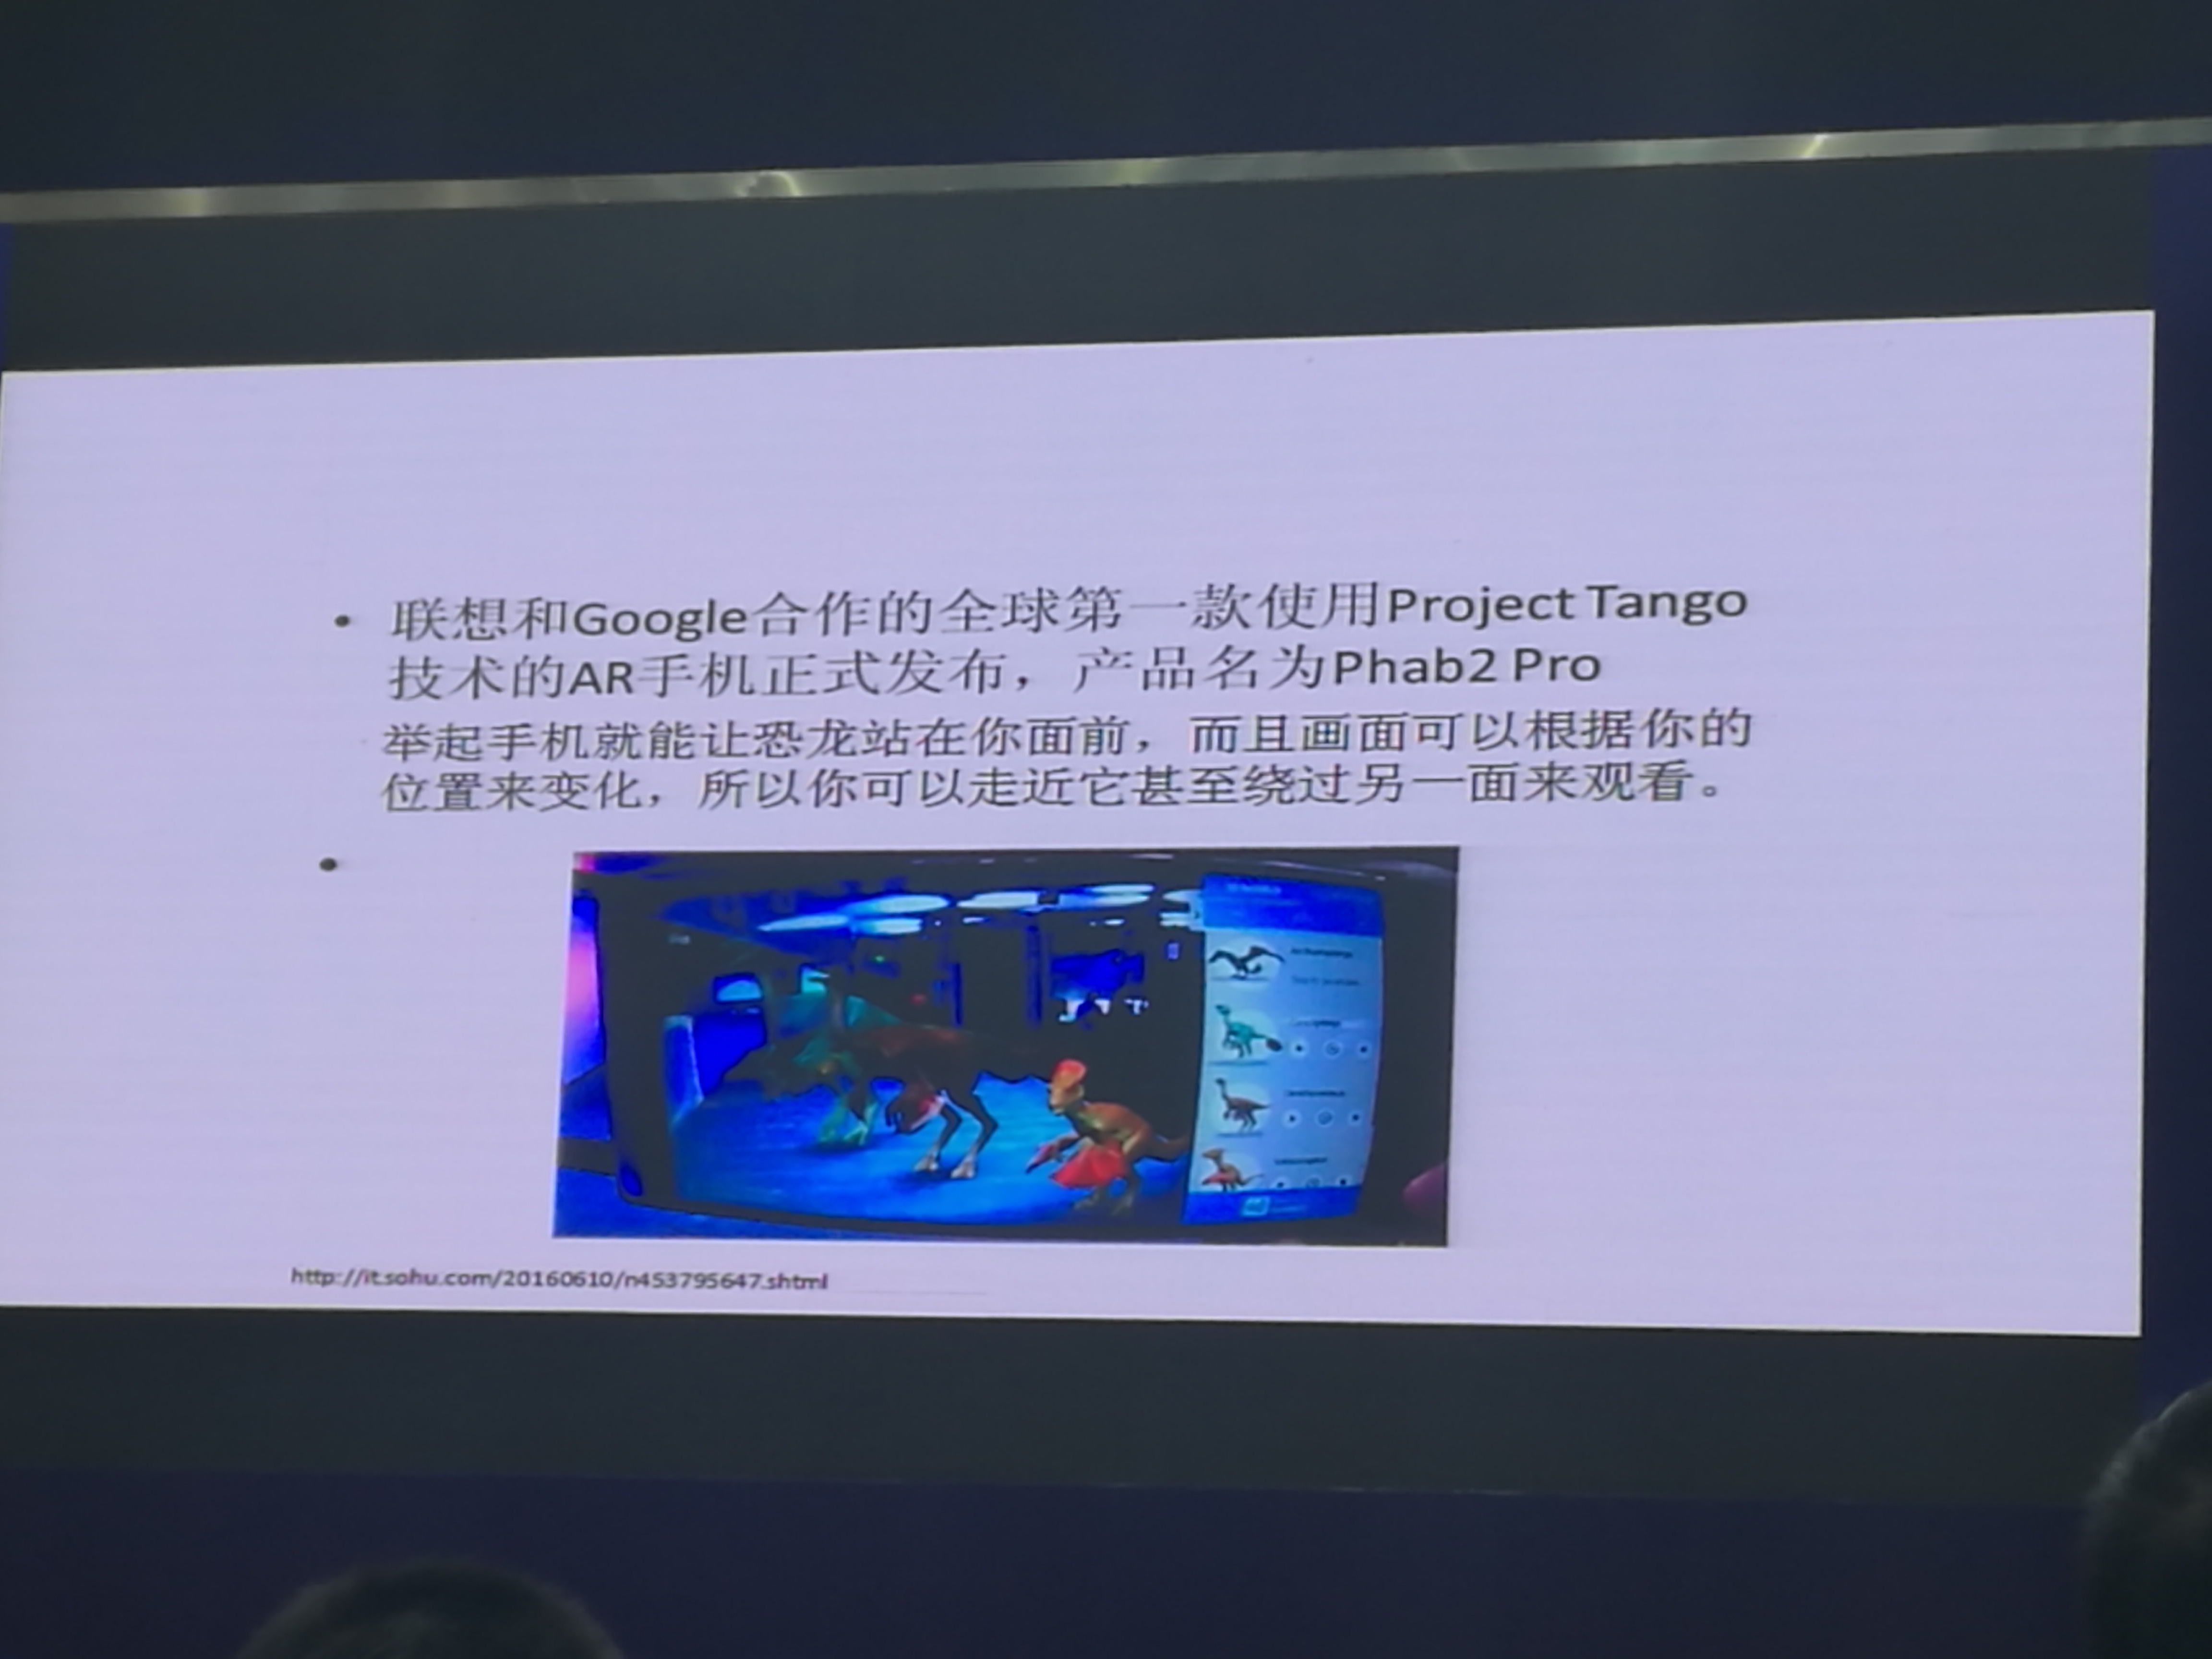 • 联想和Google合作的全球第一款使用Project Tango
技术的AR手机正式发布，产品名为Phab2 Pro
举起手机就能让恐龙站在你面前，而且画面可以根据你的
位置来变化，所以你可以走近它甚至绕过另一面来观看。
•
http://it.sohu.com/20160610/n453795647.shtml